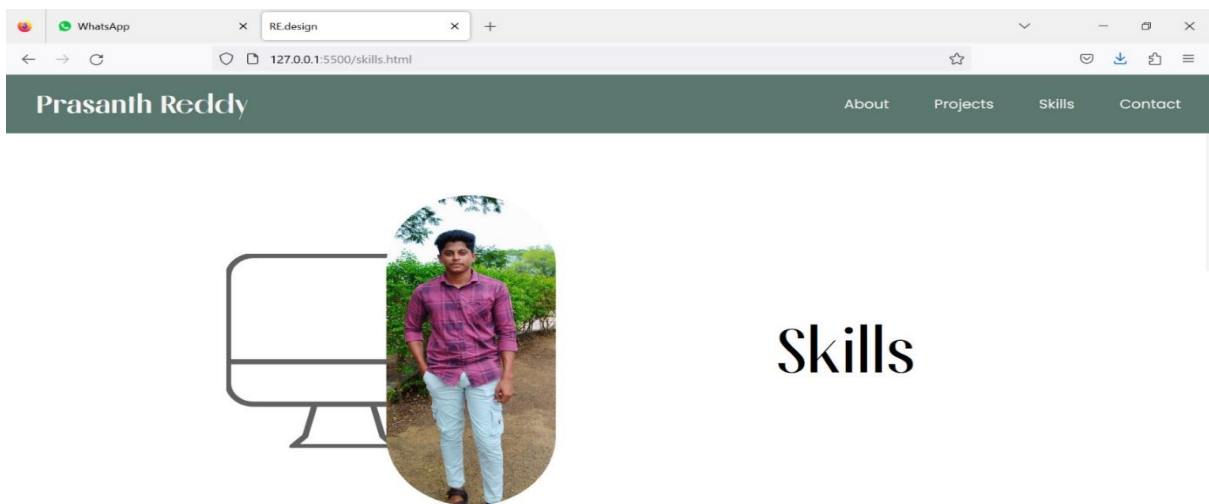 WhatsApp
RE.design
127.0.0.1:5500/skills.html
Prasanth Reddy
About Projects Skills Contact
Skills